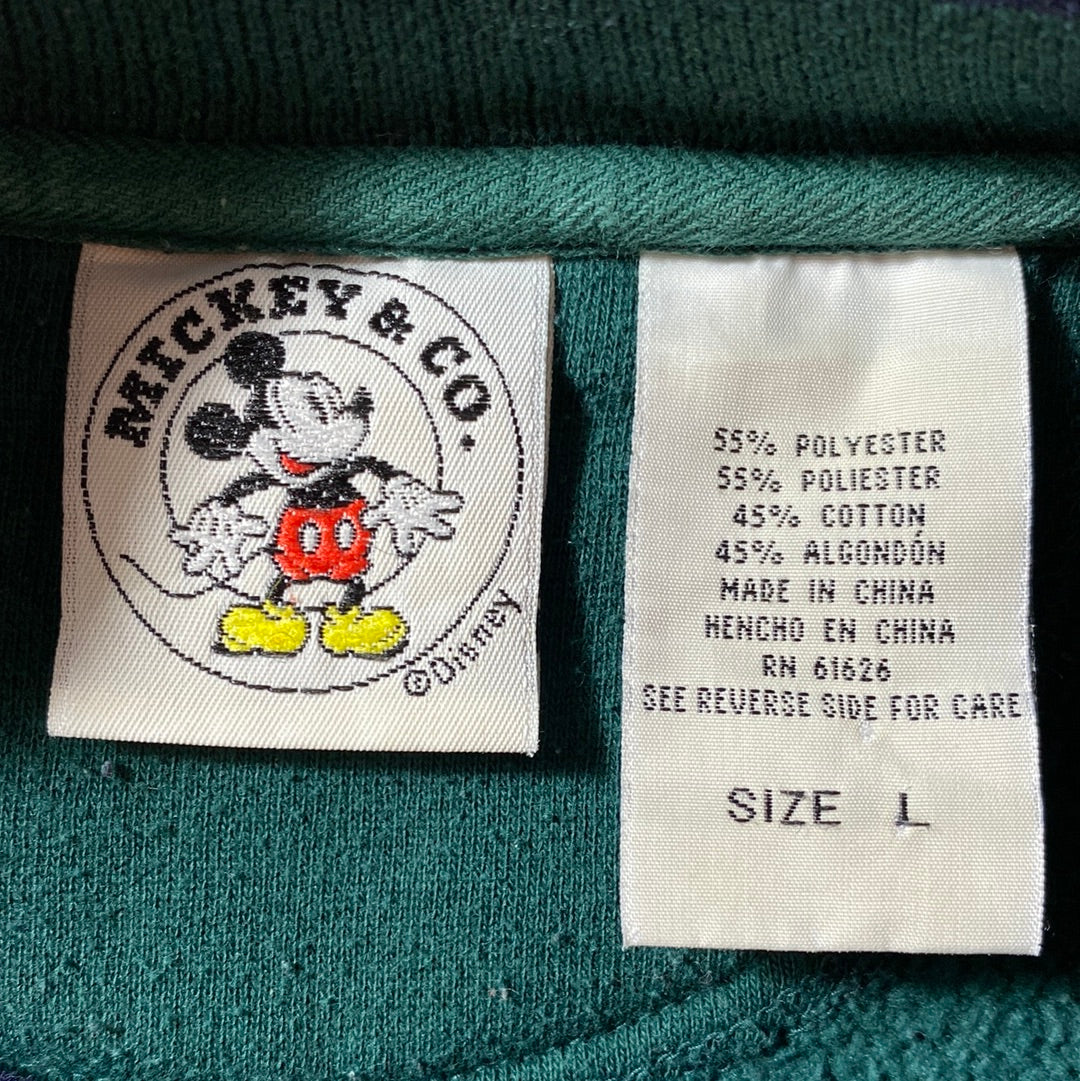 MICKEY & CO.
©Disney
55% POLYESTER
55% POLIESTER
45% COTTON
45% ALGONDÓN
MADE IN CHINA
HENCHO EN CHINA
RN 61626
SEE REVERSE SIDE FOR CARE
SIZE L